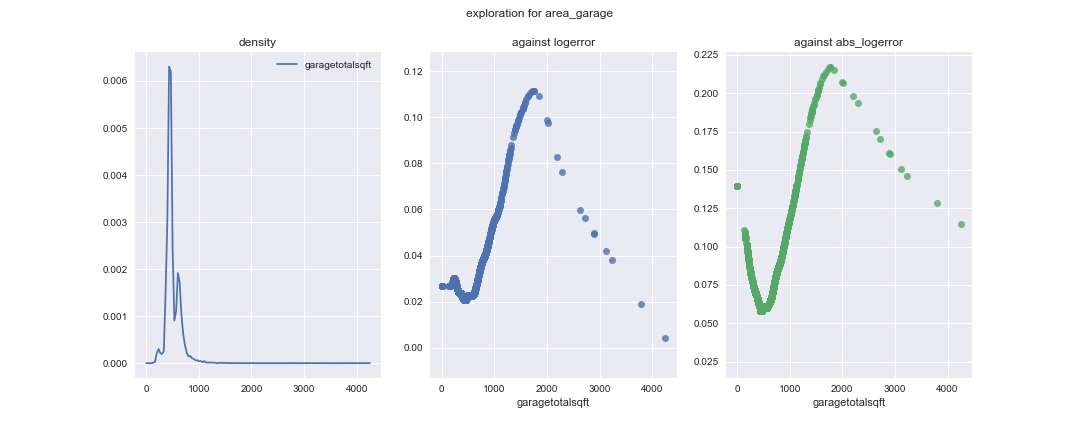 exploration for area_garage
density
garagetotalsqft
0.006
0.005
0.004
0.003
0.002
0.001
0.000
0 1000 2000 3000 4000
against logerror
0.12
0.10
0.08
0.06
0.04
0.02
0.00
0 1000 2000 3000 4000
garagetotalsqft
against abs_logerror
0.225
0.200
0.175
0.150
0.125
0.100
0.075
0.050
0.025
0 1000 2000 3000 4000
garagetotalsqft